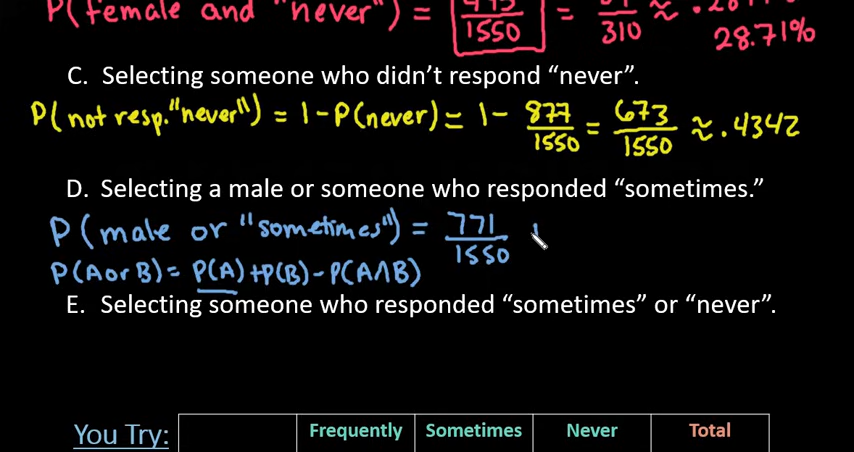 P(female and "never") = 445/1550 = 89/310 ≈ .2871
28.71%
C. Selecting someone who didn't respond "never".
P(not resp. "never") = 1 - P(never) = 1 - 877/1550 = 673/1550 ≈ .4342
D. Selecting a male or someone who responded "sometimes."
P(male or "sometimes") = 771/1550
P(A or B) = P(A) + P(B) - P(A∧B)
E. Selecting someone who responded "sometimes" or "never".
You Try: Frequently Sometimes Never Total